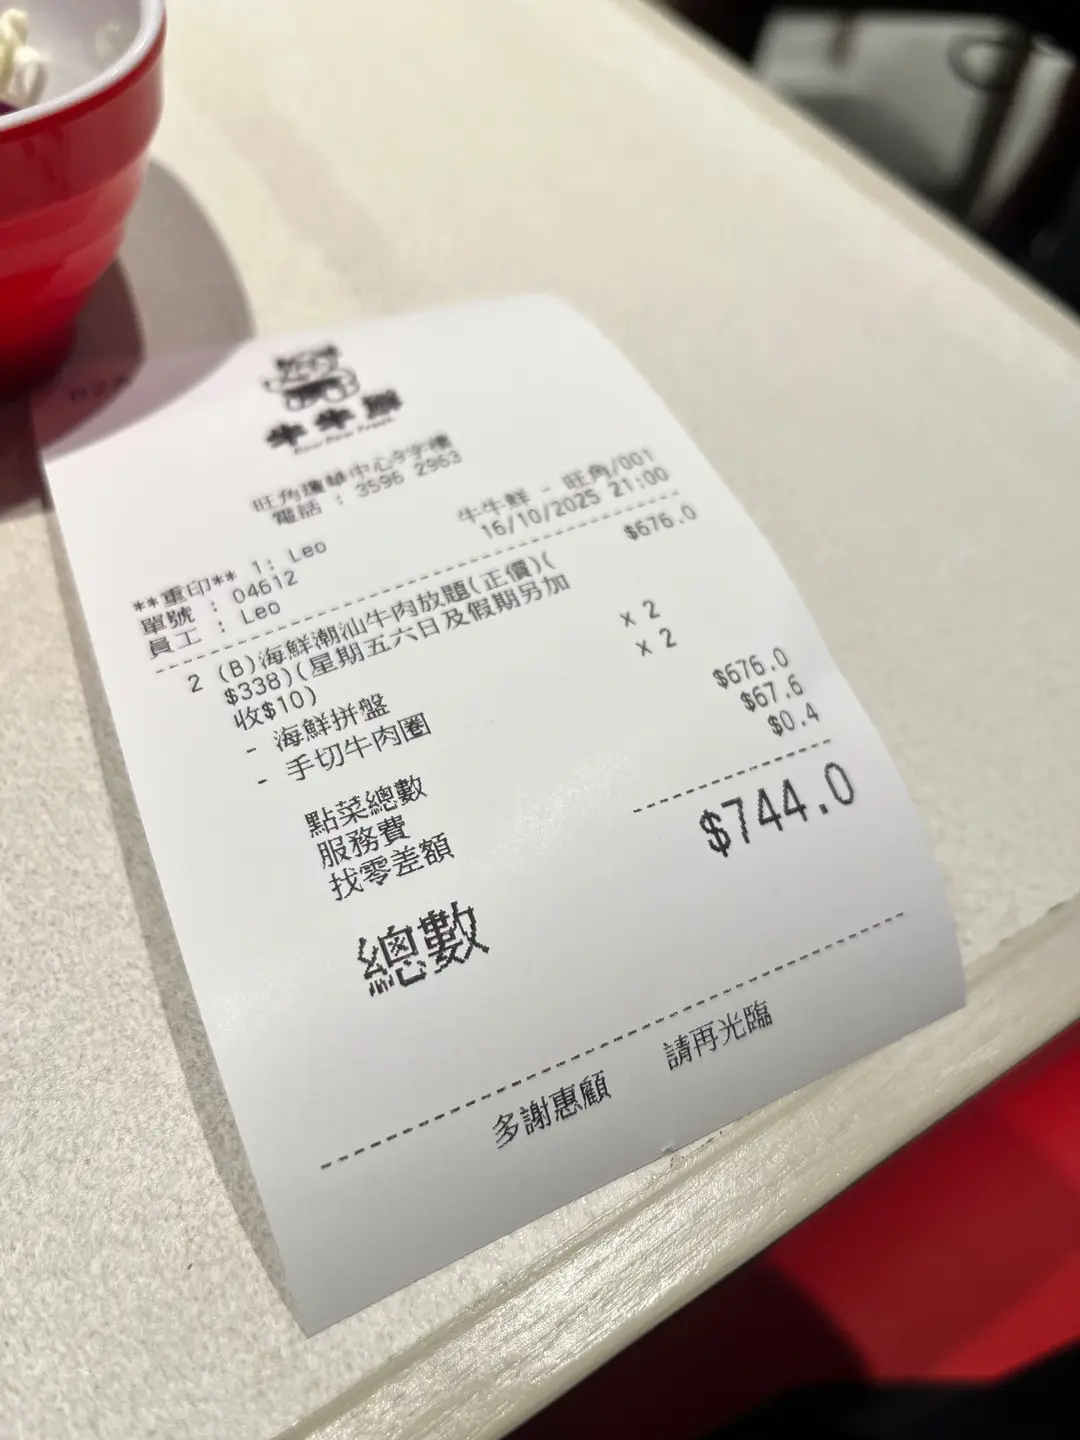 牛牛鮮
旺角瓊華中心9字樓
電話 : 3596 2963
牛牛鮮 - 旺角/001
**重印** 1: Leo
16/10/2025 21:00
單號 : 04612
員工 : Leo
2 (B)海鮮潮汕牛肉放題(正價)( $676.0
$338)(星期五六日及假期另加
收$10)
- 海鮮拼盤 x 2
- 手切牛肉圈 x 2
點菜總數 $676.0
服務費 $67.6
找零差額 $0.4
總數 $744.0
多謝惠顧 請再光臨